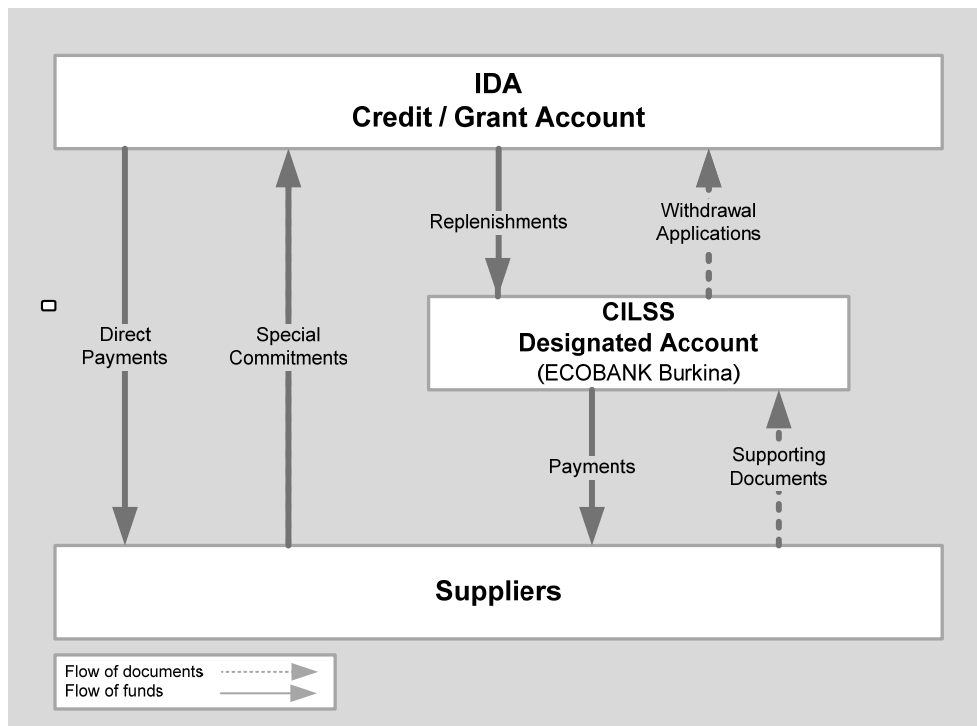 IDA
Credit / Grant Account
Replenishments
Withdrawal
Applications
Direct
Payments
Special
Commitments
CILSS
Designated Account
(ECOBANK Burkina)
Payments
Supporting
Documents
Suppliers
Flow of documents
Flow of funds